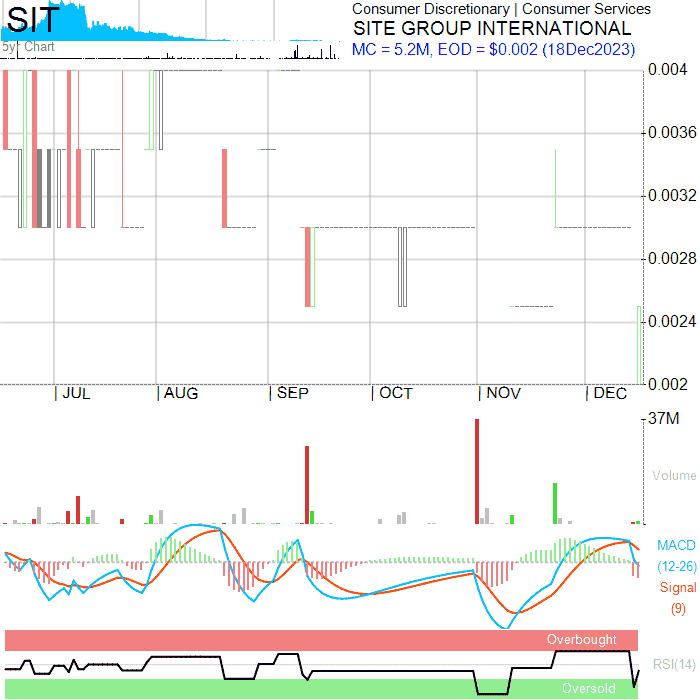 SIT
5yr Chart
Consumer Discretionary | Consumer Services
SITE GROUP INTERNATIONAL
MC = 5.2M, EOD = $0.002 (18Dec2023)
0.004
0.0036
0.0032
0.0028
0.0024
0.002
| JUL | AUG | SEP | OCT | NOV | DEC
37M
Volume
MACD
(12-26)
Signal
(9)
Overbought
RSI(14)
Oversold